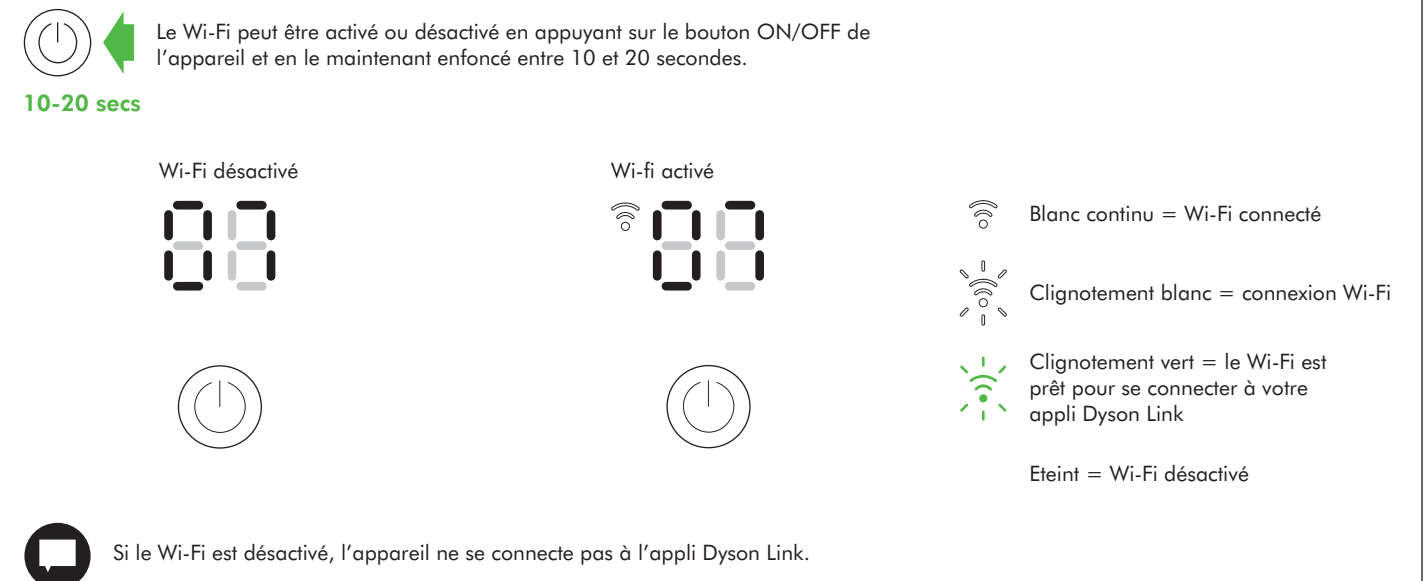 Le Wi-Fi peut être activé ou désactivé en appuyant sur le bouton ON/OFF de
l'appareil et en le maintenant enfoncé entre 10 et 20 secondes.
10-20 secs
Wi-Fi désactivé
Wi-fi activé
07
07
Blanc continu = Wi-Fi connecté
Clignotement blanc = connexion Wi-Fi
Clignotement vert = le Wi-Fi est
prêt pour se connecter à votre
appli Dyson Link
Eteint = Wi-Fi désactivé
Si le Wi-Fi est désactivé, l'appareil ne se connecte pas à l'appli Dyson Link.